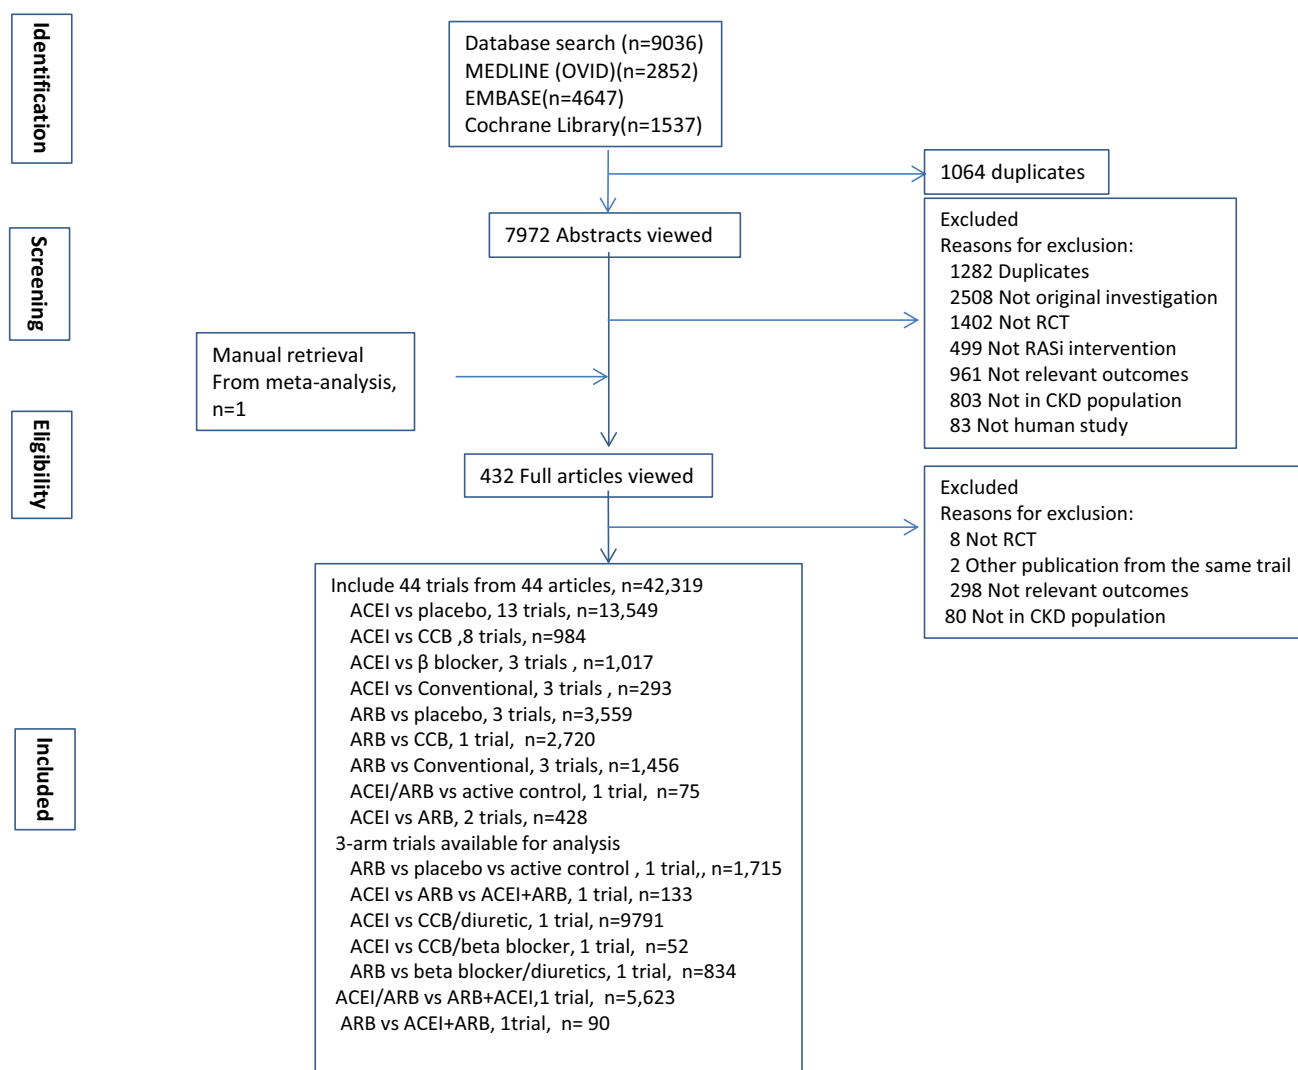 Identification
Database search (n=9036)
MEDLINE (OVID)(n=2852)
EMBASE(n=4647)
Cochrane Library(n=1537)
1064 duplicates
Screening
7972 Abstracts viewed
Excluded
Reasons for exclusion:
1282 Duplicates
2508 Not original investigation
1402 Not RCT
499 Not RASi intervention
961 Not relevant outcomes
803 Not in CKD population
83 Not human study
Manual retrieval
From meta-analysis,
n=1
Eligibility
432 Full articles viewed
Excluded
Reasons for exclusion:
8 Not RCT
2 Other publication from the same trail
298 Not relevant outcomes
80 Not in CKD population
Included
Include 44 trials from 44 articles, n=42,319
ACEI vs placebo, 13 trials, n=13,549
ACEI vs CCB ,8 trials, n=984
ACEI vs β blocker, 3 trials , n=1,017
ACEI vs Conventional, 3 trials , n=293
ARB vs placebo, 3 trials, n=3,559
ARB vs CCB, 1 trial, n=2,720
ARB vs Conventional, 3 trials, n=1,456
ACEI/ARB vs active control, 1 trial, n=75
ACEI vs ARB, 2 trials, n=428
3-arm trials available for analysis
ARB vs placebo vs active control , 1 trial,, n=1,715
ACEI vs ARB vs ACEI+ARB, 1 trial, n=133
ACEI vs CCB/diuretic, 1 trial, n=9791
ACEI vs CCB/beta blocker, 1 trial, n=52
ARB vs beta blocker/diuretics, 1 trial, n=834
ACEI/ARB vs ARB+ACEI,1 trial, n=5,623
ARB vs ACEI+ARB, 1trial, n= 90